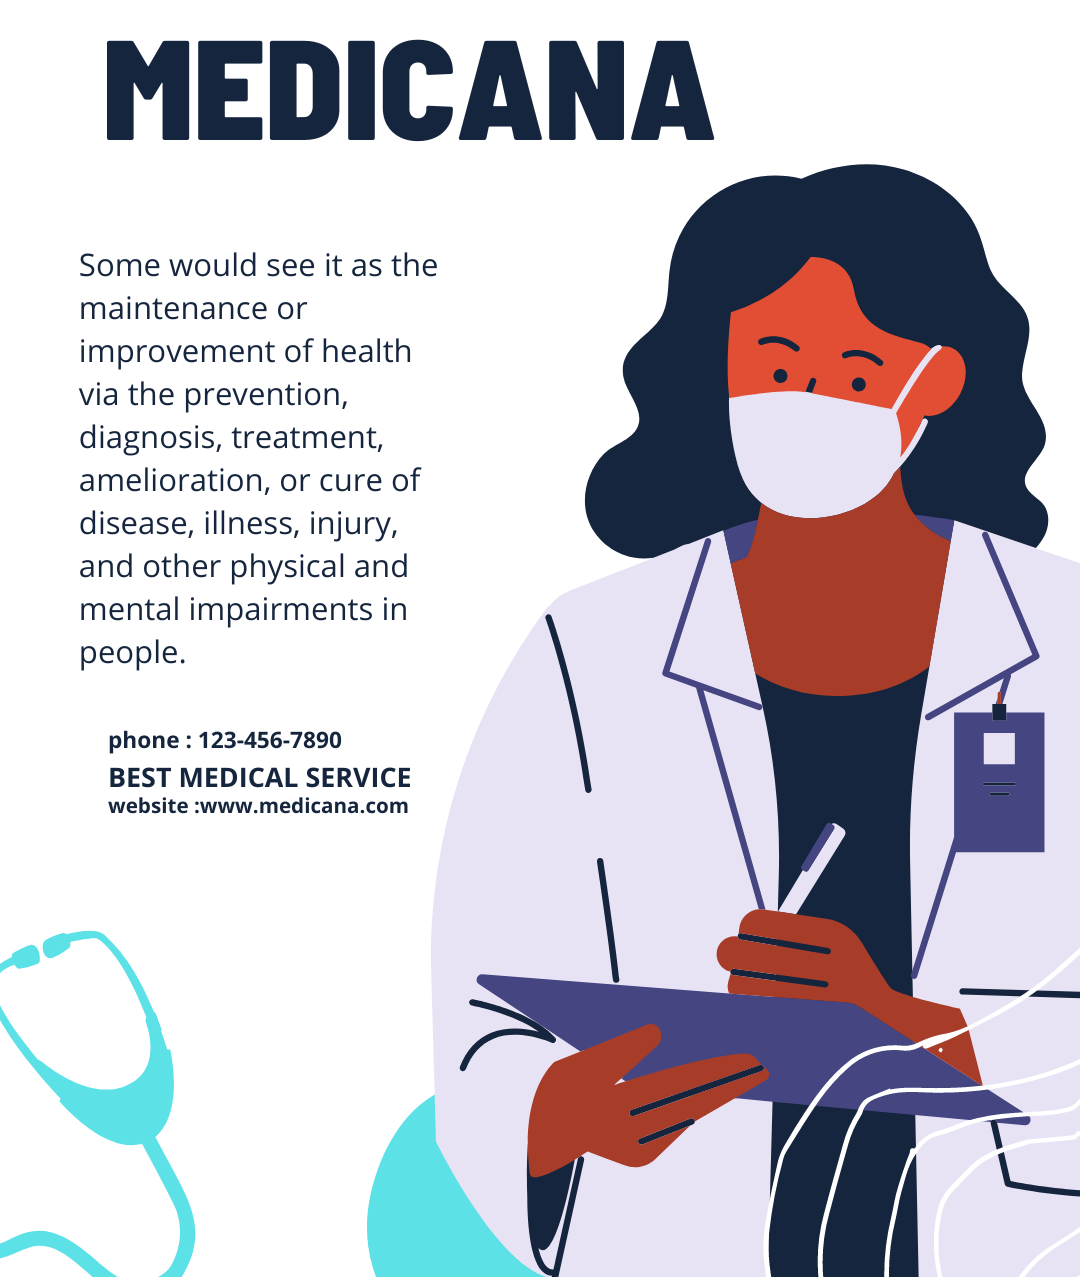 MEDICANA
Some would see it as the
maintenance or
improvement of health
via the prevention,
diagnosis, treatment,
amelioration, or cure of
disease, illness, injury,
and other physical and
mental impairments in
people.
phone : 123-456-7890
BEST MEDICAL SERVICE
website :www.medicana.com